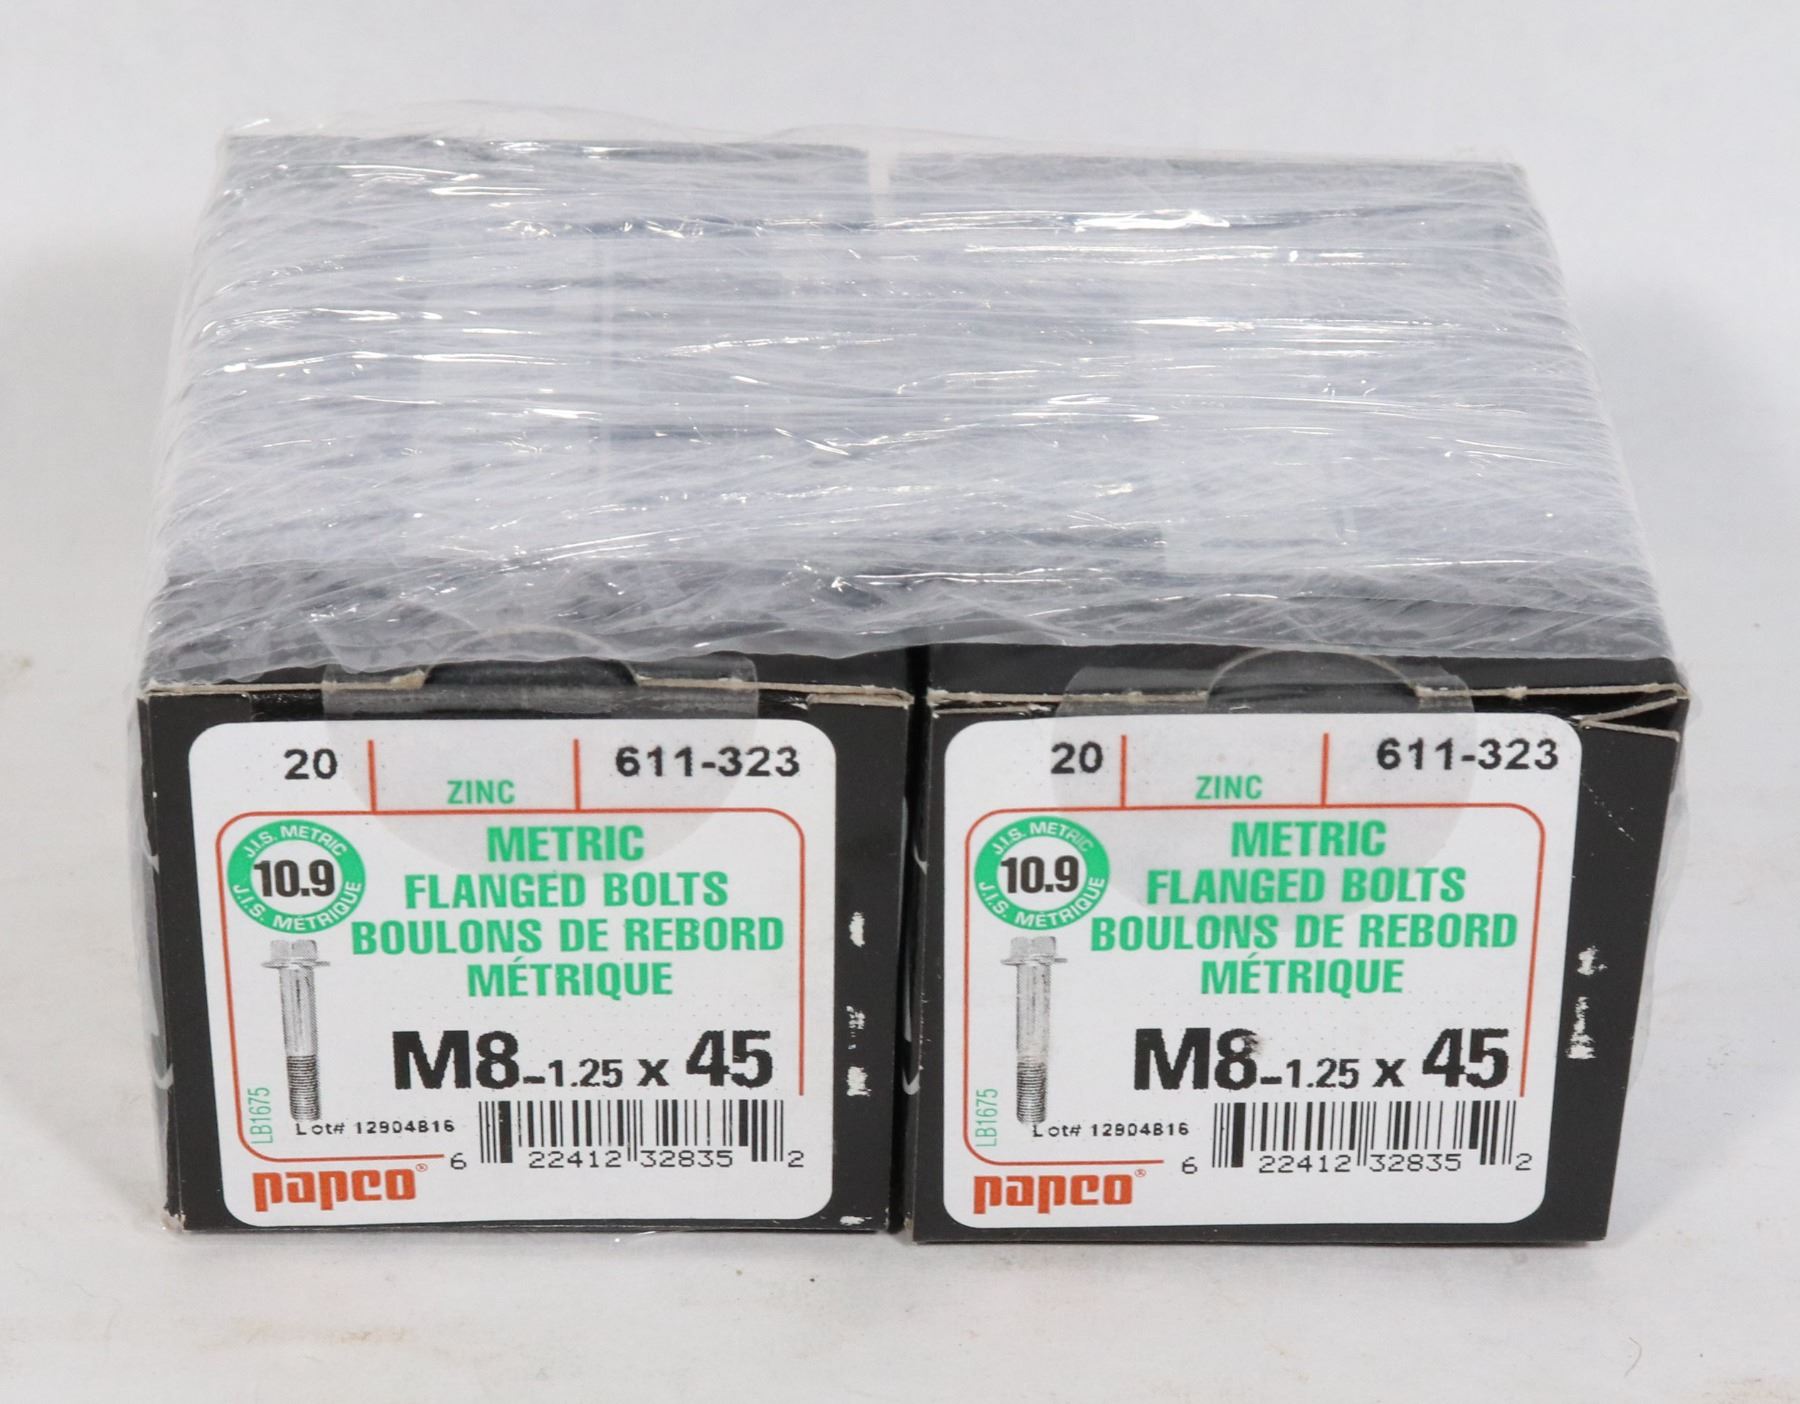 20 ZINC 611-323
J.I.S. METRIC
10.9
J.I.S. MÉTRIQUE
METRIC
FLANGED BOLTS
BOULONS DE REBORD
MÉTRIQUE
M8-1.25 x 45
LB1675
Lot# 12904816
6 22412 32835 2
papco®
20 ZINC 611-323
J.I.S. METRIC
10.9
J.I.S. MÉTRIQUE
METRIC
FLANGED BOLTS
BOULONS DE REBORD
MÉTRIQUE
M8-1.25 x 45
LB1675
Lot# 12904816
6 22412 32835 2
papco®